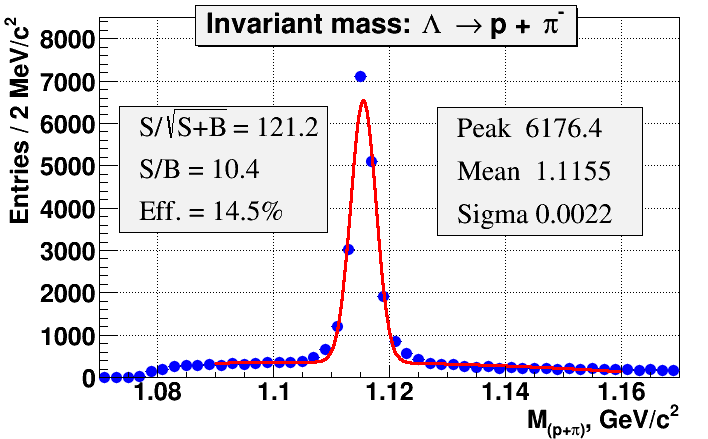 Invariant mass: Λ → p + π-
Entries / 2 MeV/c2
8000
7000
6000
5000
4000
3000
2000
1000
0
S/√S+B = 121.2
S/B = 10.4
Eff. = 14.5%
Peak 6176.4
Mean 1.1155
Sigma 0.0022
1.08 1.1 1.12 1.14 1.16
M(p+π), GeV/c2